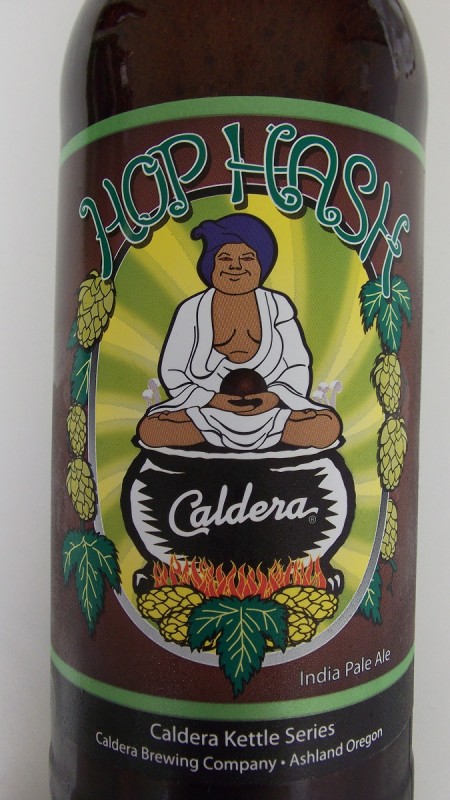 HOP HASH
Caldera®
India Pale Ale
Caldera Kettle Series
Caldera Brewing Company • Ashland Oregon